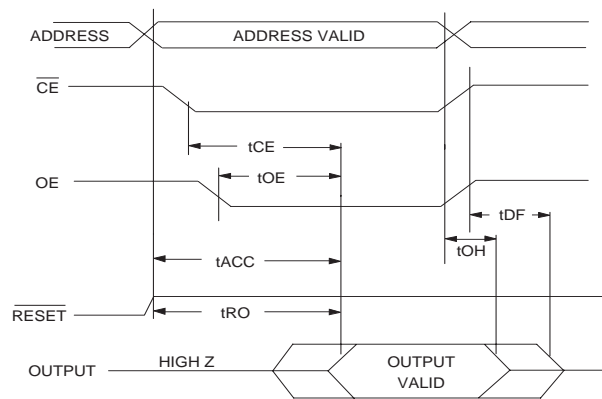 ADDRESS ADDRESS VALID
CE
tCE
tOE
OE
tDF
tOH
tACC
RESET
tRO
HIGH Z
OUTPUT
OUTPUT
VALID